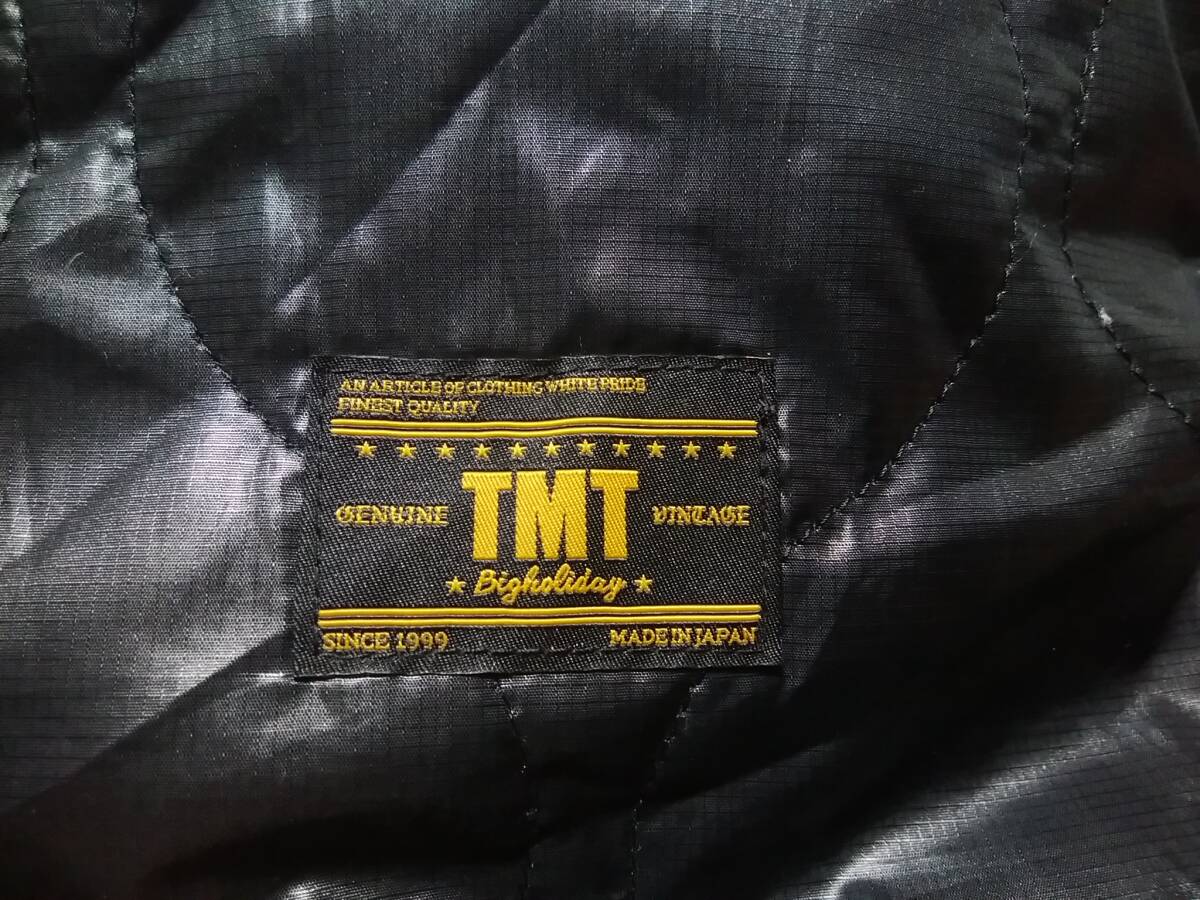 AN ARTICLE OF CLOTHING WHITE PRIDE
FINEST QUALITY
GENUINE TMT VINTAGE
Bigholiday
SINCE 1999 MADE IN JAPAN